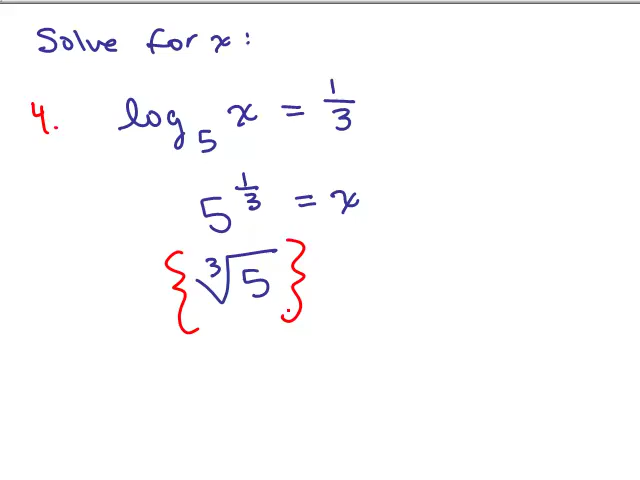 Solve for x:
4. log₅ x = 1/3
5^(1/3) = x
{∛5}